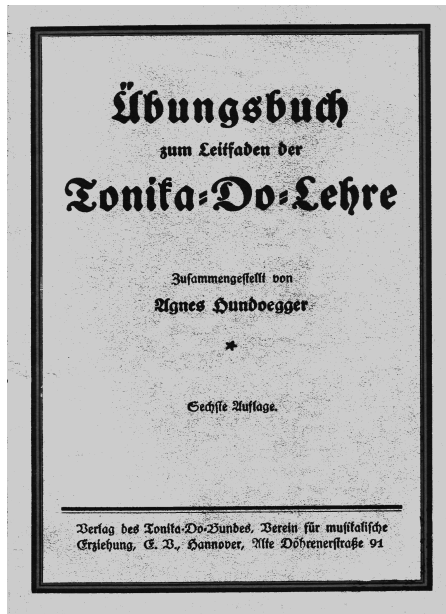 Übungsbuch
zum Leitfaden der
Tonika-Do-Lehre
Zusammengestellt von
Agnes Hundoegger
*
Sechste Auflage.
Verlag des Tonika-Do-Bundes, Verein für musikalische
Erziehung, E. V., Hannover, Alte Döhrenerstraße 91